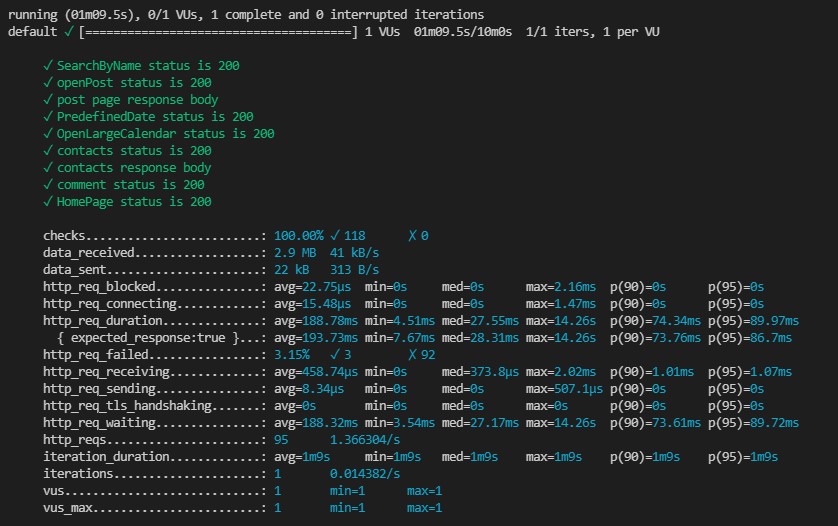 running (01m09.5s), 0/1 VUs, 1 complete and 0 interrupted iterations
default ✓ [======================================] 1 VUs  01m09.5s/10m0s  1/1 iters, 1 per VU
✓ SearchByName status is 200
✓ openPost status is 200
✓ post page response body
✓ PredefinedDate status is 200
✓ OpenLargeCalendar status is 200
✓ contacts status is 200
✓ contacts response body
✓ comment status is 200
✓ HomePage status is 200
checks.........................: 100.00% ✓ 118      ✗ 0
data_received..................: 2.9 MB  41 kB/s
data_sent......................: 22 kB   313 B/s
http_req_blocked...............: avg=22.75µs  min=0s     med=0s      max=2.16ms  p(90)=0s      p(95)=0s
http_req_connecting............: avg=15.48µs  min=0s     med=0s      max=1.47ms  p(90)=0s      p(95)=0s
http_req_duration..............: avg=188.78ms min=4.51ms med=27.55ms max=14.26s  p(90)=74.34ms p(95)=89.97ms
{ expected_response:true }...: avg=193.73ms min=7.67ms med=28.31ms max=14.26s  p(90)=73.76ms p(95)=86.7ms
http_req_failed................: 3.15%   ✓ 3        ✗ 92
http_req_receiving.............: avg=458.74µs min=0s     med=373.8µs max=2.02ms  p(90)=1.01ms  p(95)=1.07ms
http_req_sending...............: avg=8.34µs   min=0s     med=0s      max=507.1µs p(90)=0s      p(95)=0s
http_req_tls_handshaking.......: avg=0s       min=0s     med=0s      max=0s      p(90)=0s      p(95)=0s
http_req_waiting...............: avg=188.32ms min=3.54ms med=27.17ms max=14.26s  p(90)=73.61ms p(95)=89.72ms
http_reqs......................: 95      1.366304/s
iteration_duration.............: avg=1m9s     min=1m9s   med=1m9s    max=1m9s    p(90)=1m9s    p(95)=1m9s
iterations.....................: 1       0.014382/s
vus............................: 1       min=1      max=1
vus_max........................: 1       min=1      max=1